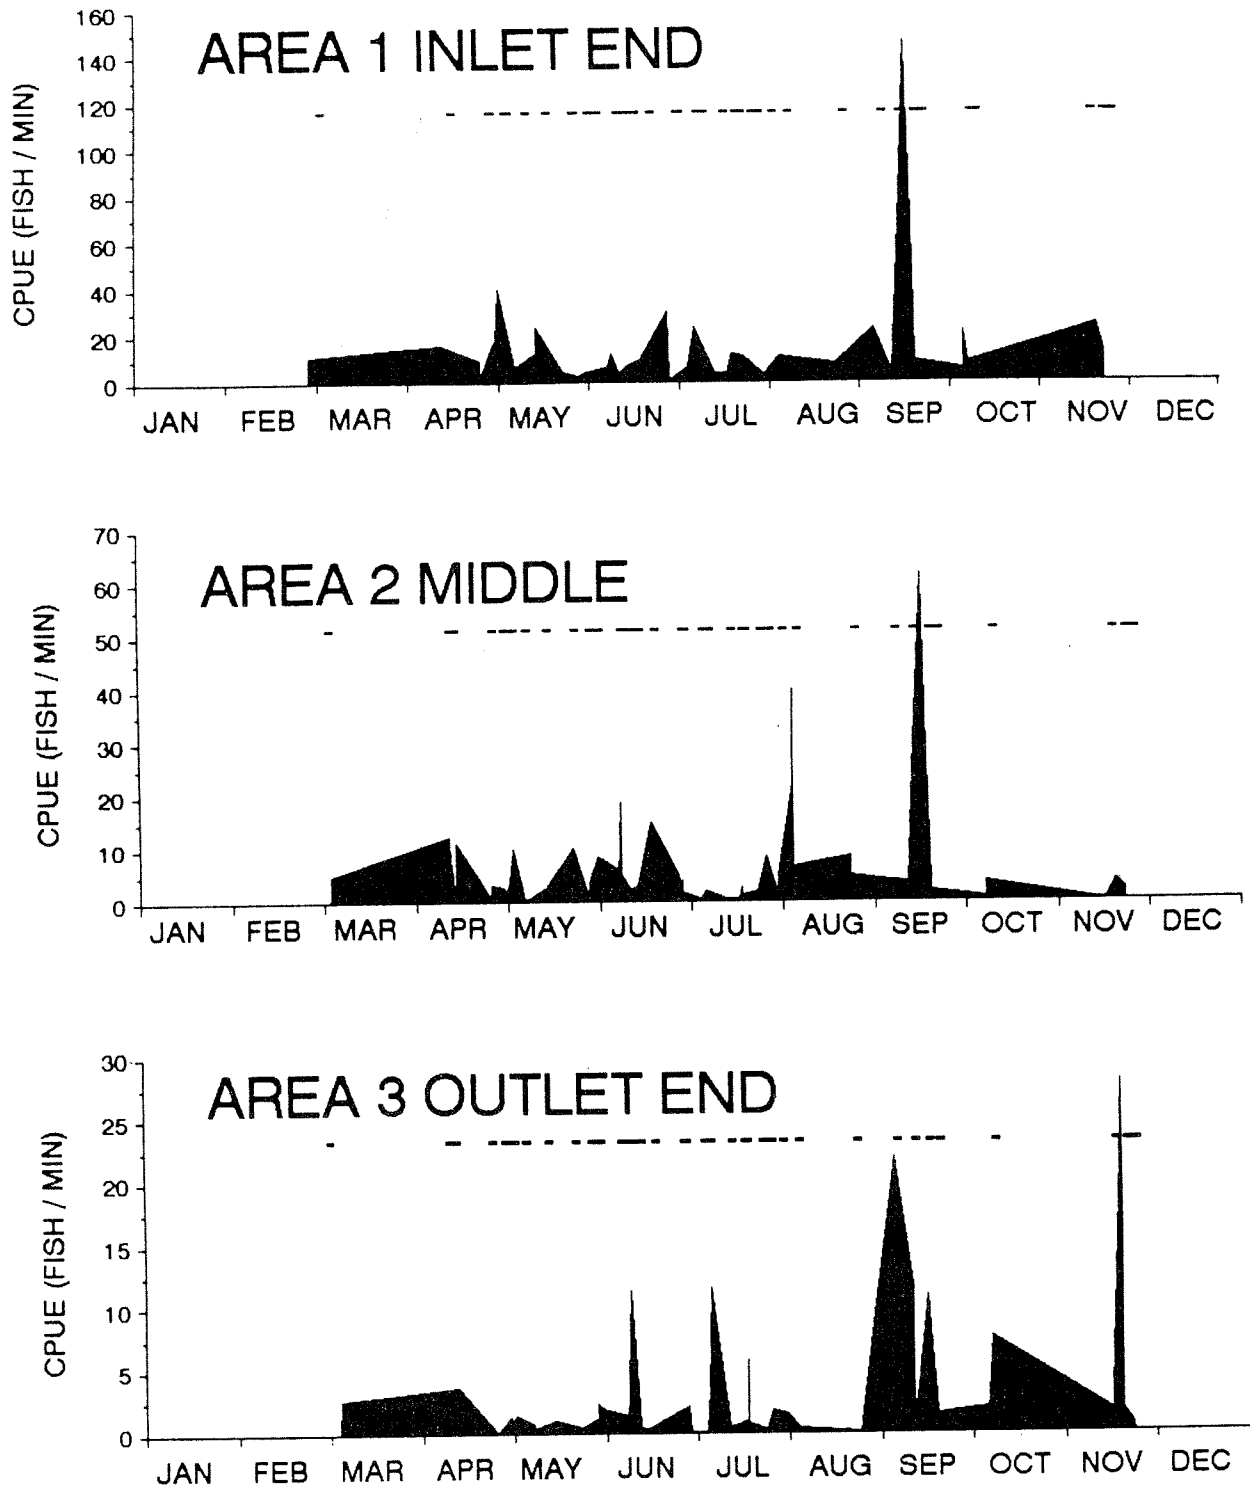 AREA 1 INLET END
CPUE (FISH / MIN)
160
140
120
100
80
60
40
20
0
JAN FEB MAR APR MAY JUN JUL AUG SEP OCT NOV DEC
AREA 2 MIDDLE
CPUE (FISH / MIN)
70
60
50
40
30
20
10
0
JAN FEB MAR APR MAY JUN JUL AUG SEP OCT NOV DEC
AREA 3 OUTLET END
CPUE (FISH / MIN)
30
25
20
15
10
5
0
JAN FEB MAR APR MAY JUN JUL AUG SEP OCT NOV DEC